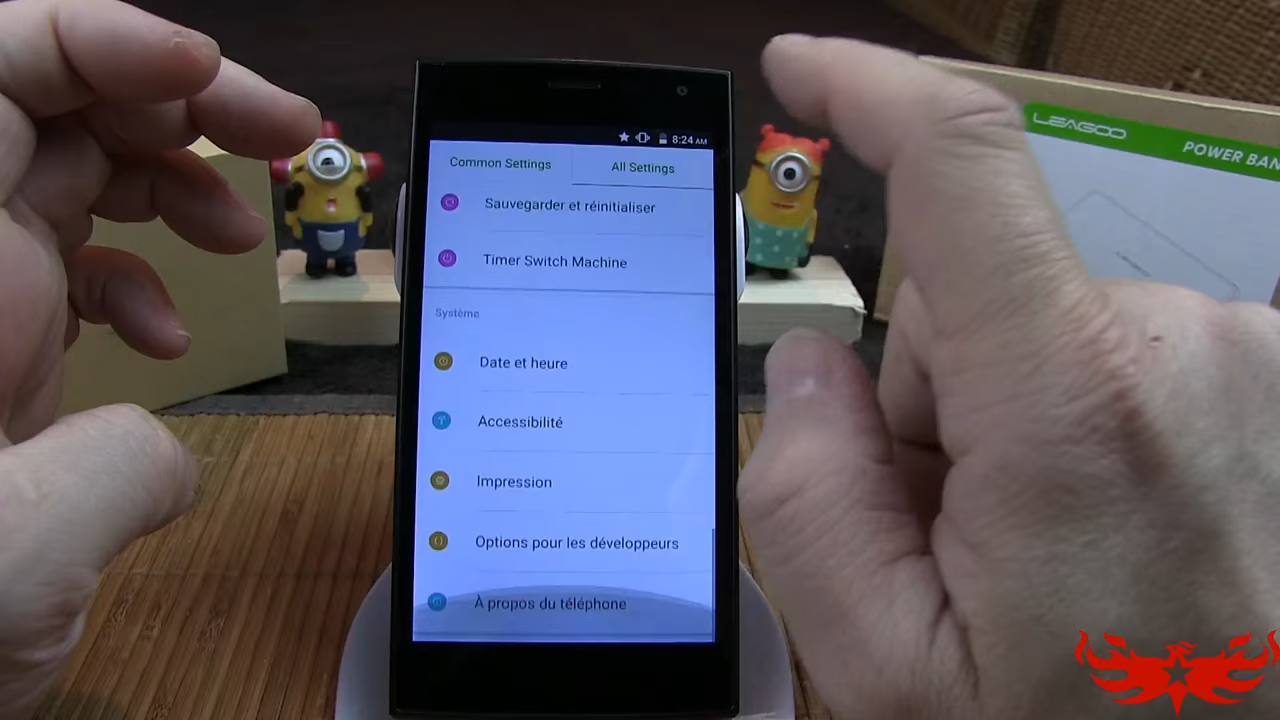 8:24 AM
Common Settings
All Settings
Sauvegarder et réinitialiser
Timer Switch Machine
Système
Date et heure
Accessibilité
Impression
Options pour les développeurs
À propos du téléphone
LEAGOO
POWER BAN